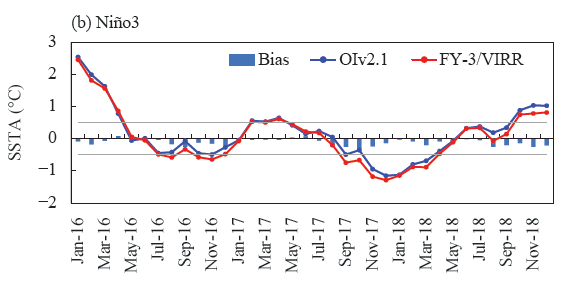 (b) Niño3
Bias OIv2.1 FY-3/VIRR
SSTA (°C)
3
2
1
0
−1
−2
Jan-16 Mar-16 May-16 Jul-16 Sep-16 Nov-16 Jan-17 Mar-17 May-17 Jul-17 Sep-17 Nov-17 Jan-18 Mar-18 May-18 Jul-18 Sep-18 Nov-18